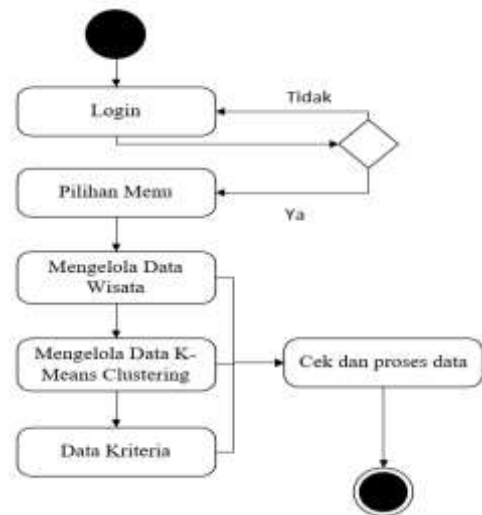 Login
Tidak
Pilihan Menu
Ya
Mengelola Data
Wisata
Mengelola Data K-
Means Clustering
Cek dan proses data
Data Kriteria